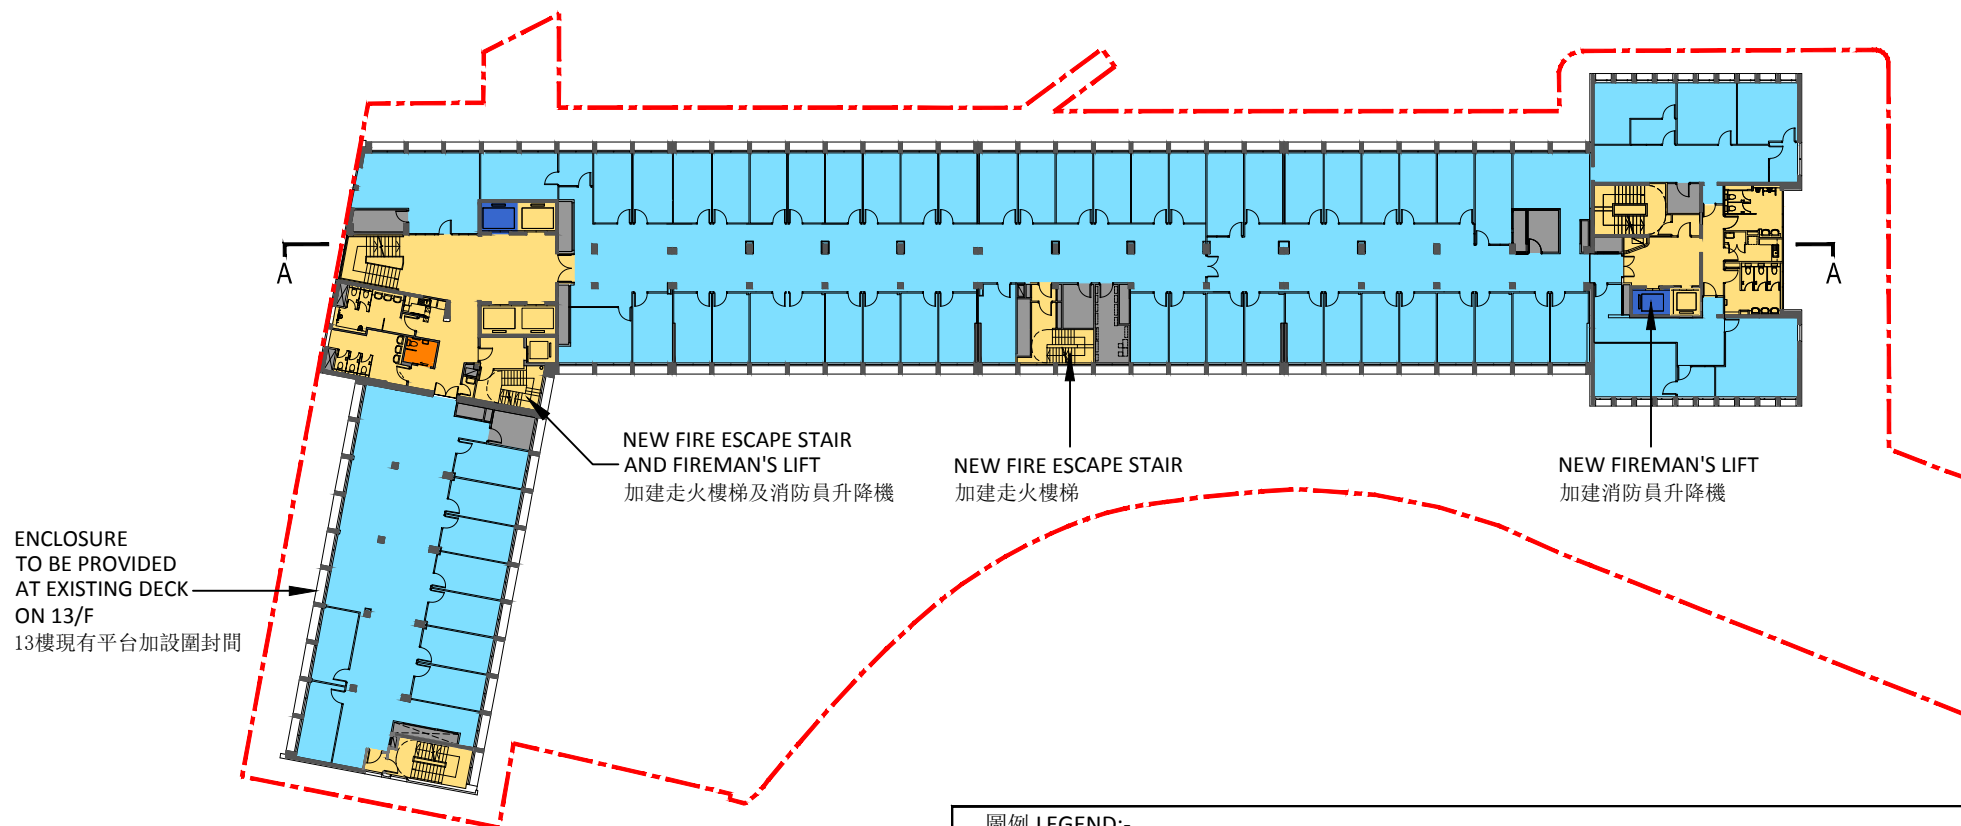 A
A
NEW FIRE ESCAPE STAIR
AND FIREMAN'S LIFT
加建走火樓梯及消防員升降機
NEW FIRE ESCAPE STAIR
加建走火樓梯
NEW FIREMAN'S LIFT
加建消防員升降機
ENCLOSURE
TO BE PROVIDED
AT EXISTING DECK
ON 13/F
13樓現有平台加設圍封間
圖例 LEGEND:-